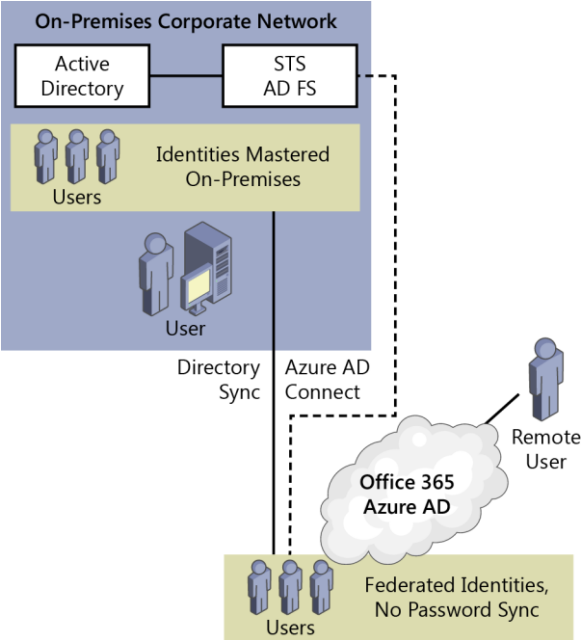 On-Premises Corporate Network
Active
Directory
STS
AD FS
Identities Mastered
On-Premises
Users
User
Directory
Sync
Azure AD
Connect
Remote
User
Office 365
Azure AD
Federated Identities,
No Password Sync
Users